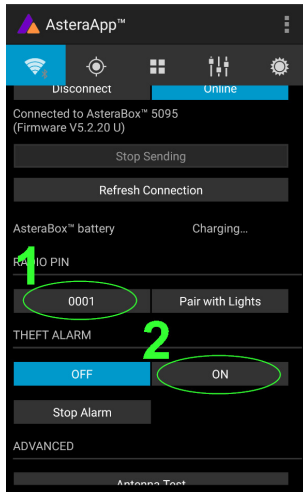 AsteraApp™
Disconnect Online
Connected to AsteraBox™ 5095
(Firmware V5.2.20 U)
Stop Sending
Refresh Connection
AsteraBox™ battery Charging...
1
RADIO PIN
0001 Pair with Lights
THEFT ALARM
2
OFF ON
Stop Alarm
ADVANCED
Antenna Test